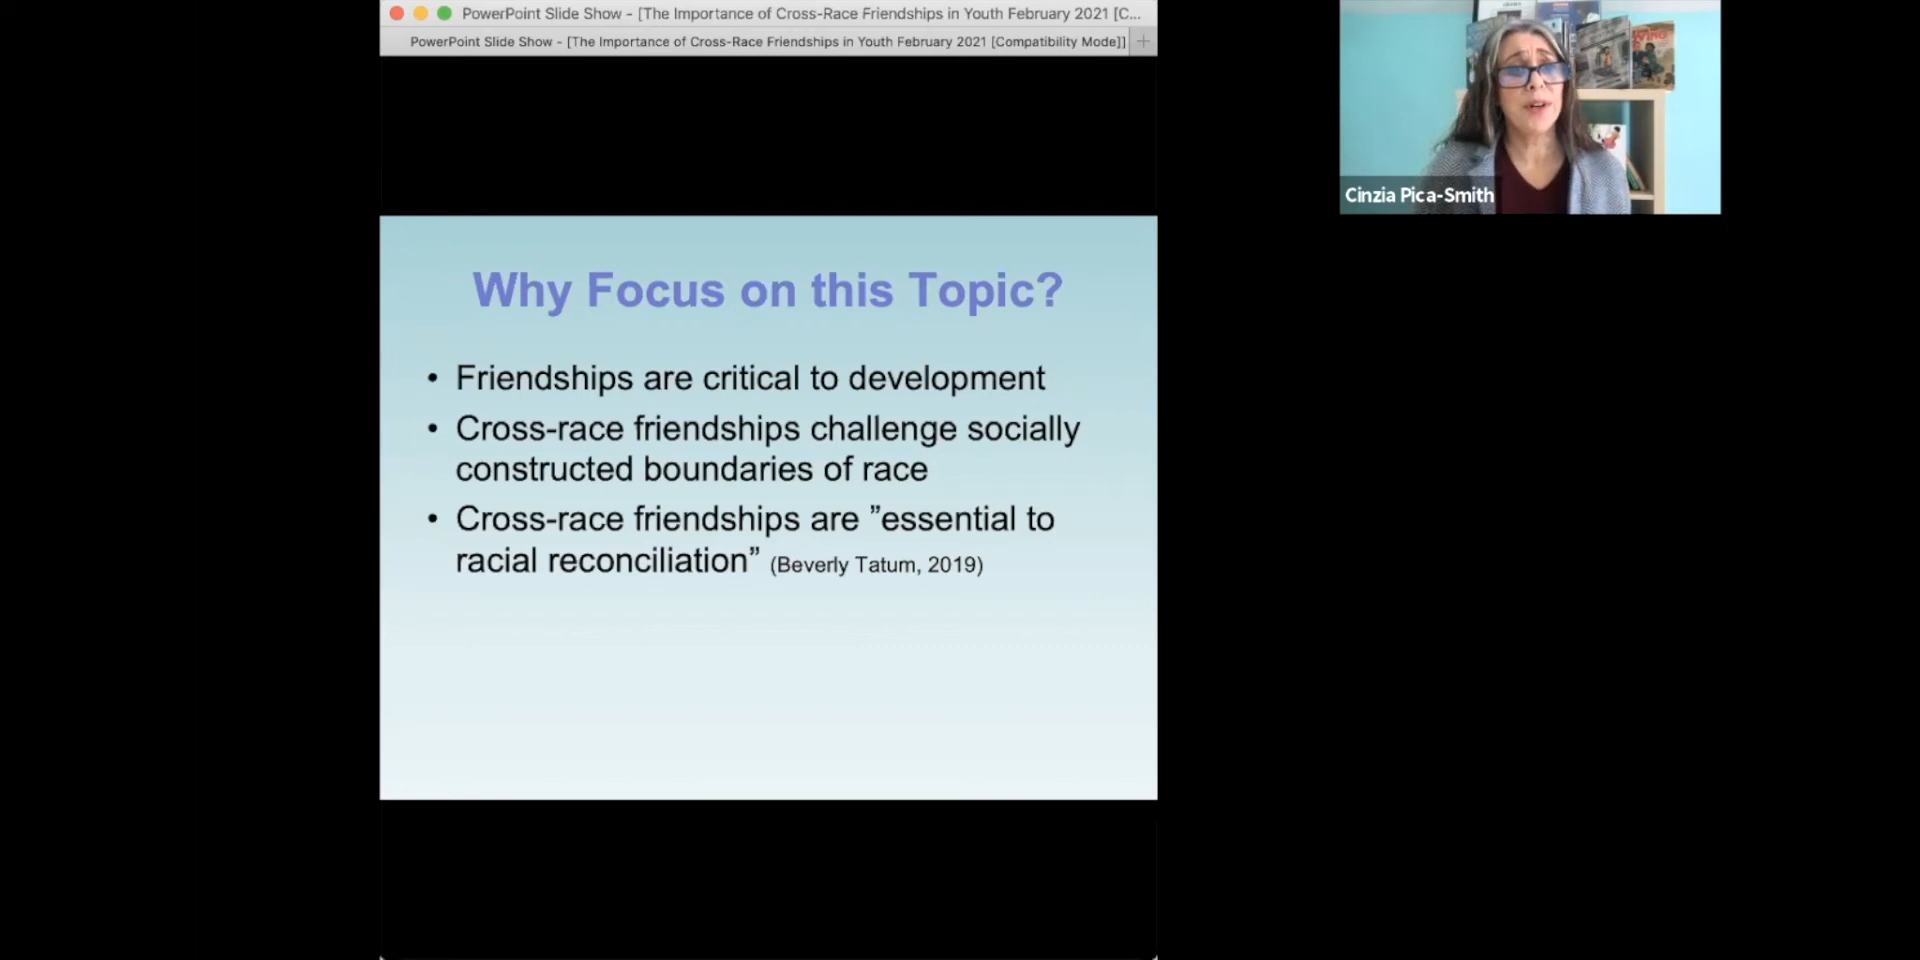 PowerPoint Slide Show - [The Importance of Cross-Race Friendships in Youth February 2021 [C...
PowerPoint Slide Show - [The Importance of Cross-Race Friendships in Youth February 2021 [Compatibility Mode]]
Cinzia Pica-Smith
Why Focus on this Topic?
• Friendships are critical to development
• Cross-race friendships challenge socially
constructed boundaries of race
• Cross-race friendships are ”essential to
racial reconciliation” (Beverly Tatum, 2019)